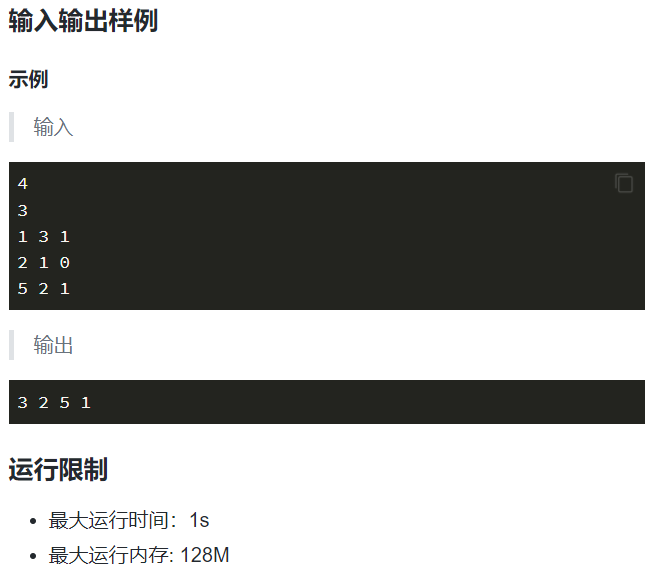 输入输出样例
示例
输入
4
3
1 3 1
2 1 0
5 2 1
输出
3 2 5 1
运行限制
最大运行时间：1s
最大运行内存: 128M